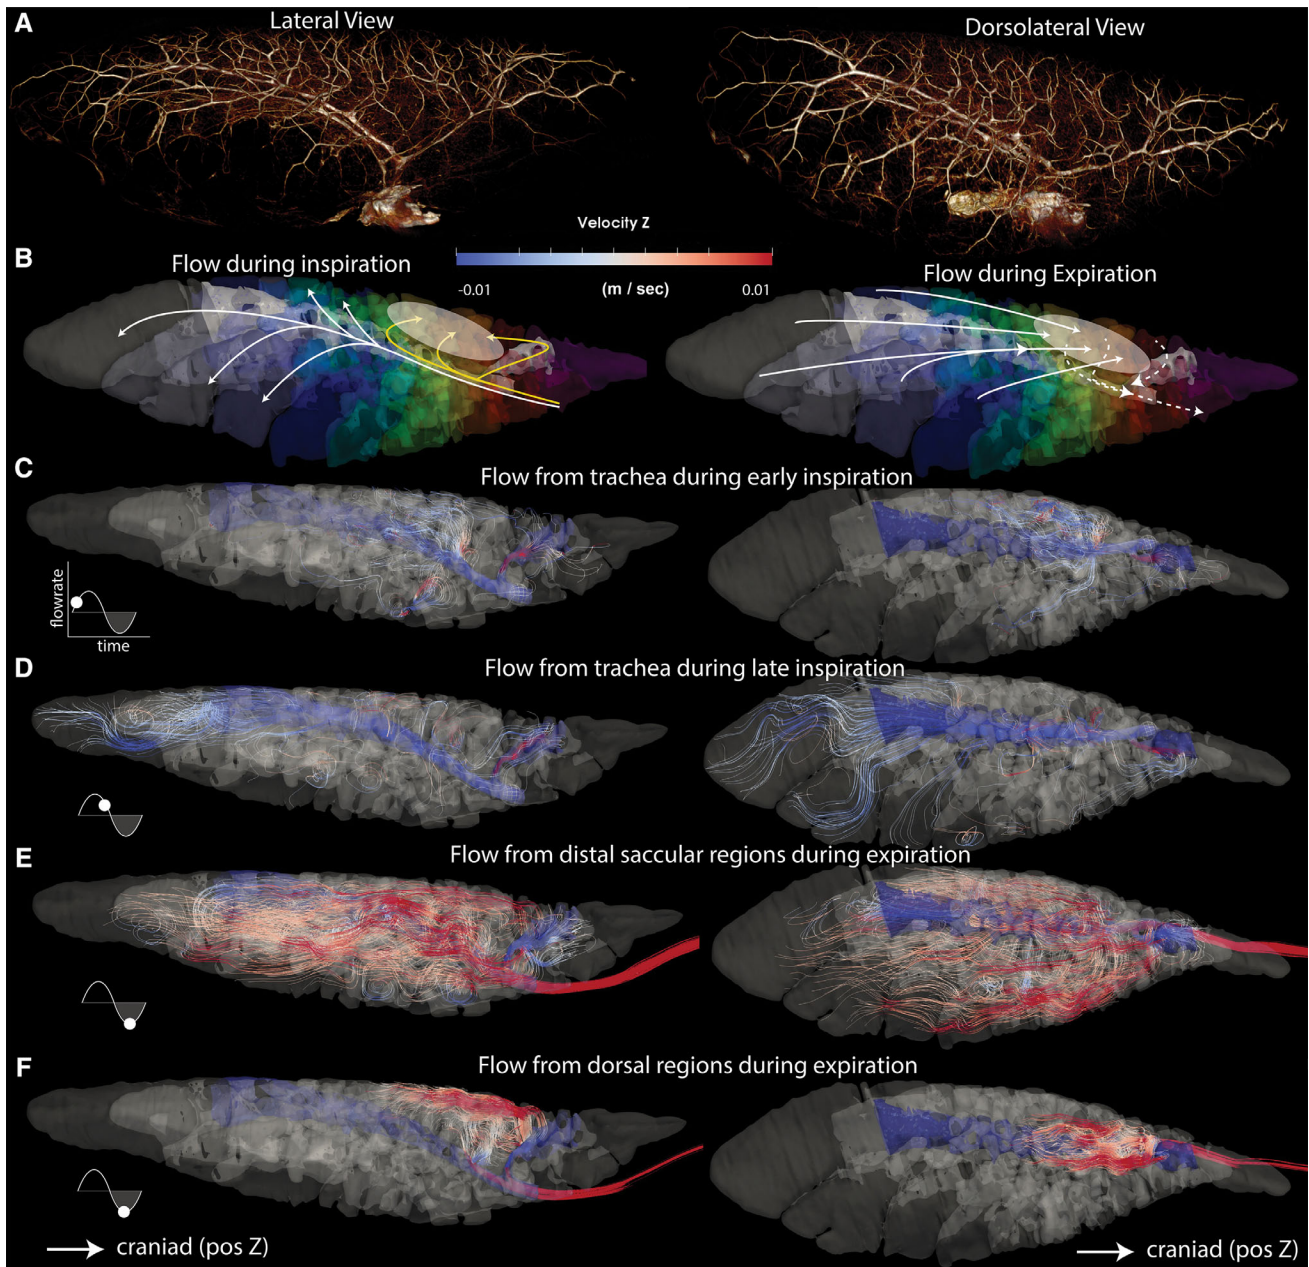 A
Lateral View
Dorsolateral View
Velocity Z
-0.01
(m / sec)
0.01
B
Flow during inspiration
Flow during Expiration
C
Flow from trachea during early inspiration
flowrate
time
D
Flow from trachea during late inspiration
E
Flow from distal saccular regions during expiration
F
Flow from dorsal regions during expiration
craniad (pos Z)
craniad (pos Z)